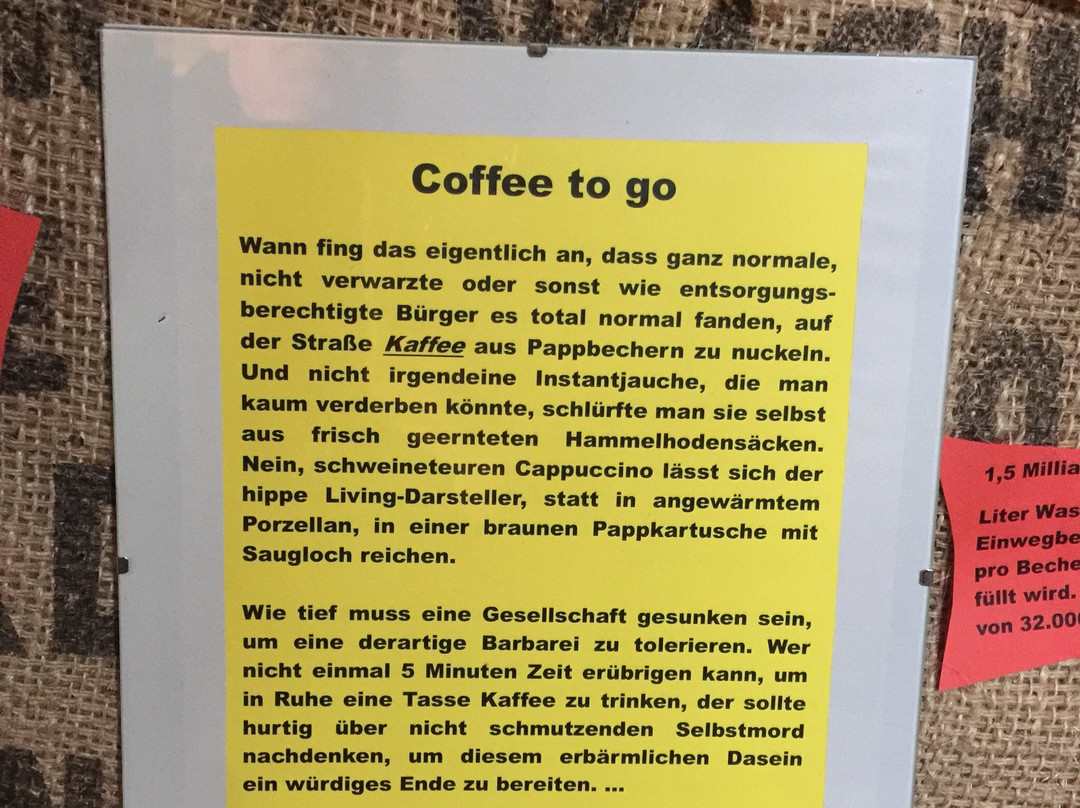 Coffee to go
Wann fing das eigentlich an, dass ganz normale,
nicht verwarzte oder sonst wie entsorgungs-
berechtigte Bürger es total normal fanden, auf
der Straße Kaffee aus Pappbechern zu nuckeln.
Und nicht irgendeine Instantjauche, die man
kaum verderben könnte, schlürfte man sie selbst
aus frisch geernteten Hammelhodensäcken.
Nein, schweineteuren Cappuccino lässt sich der
hippe Living-Darsteller, statt in angewärmtem
Porzellan, in einer braunen Pappkartusche mit
Saugloch reichen.
Wie tief muss eine Gesellschaft gesunken sein,
um eine derartige Barbarei zu tolerieren. Wer
nicht einmal 5 Minuten Zeit erübrigen kann, um
in Ruhe eine Tasse Kaffee zu trinken, der sollte
hurtig über nicht schmutzenden Selbstmord
nachdenken, um diesem erbärmlichen Dasein
ein würdiges Ende zu bereiten. ...
1,5 Millia
Liter Was
Einwegbe
pro Beche
füllt wird.
von 32.000